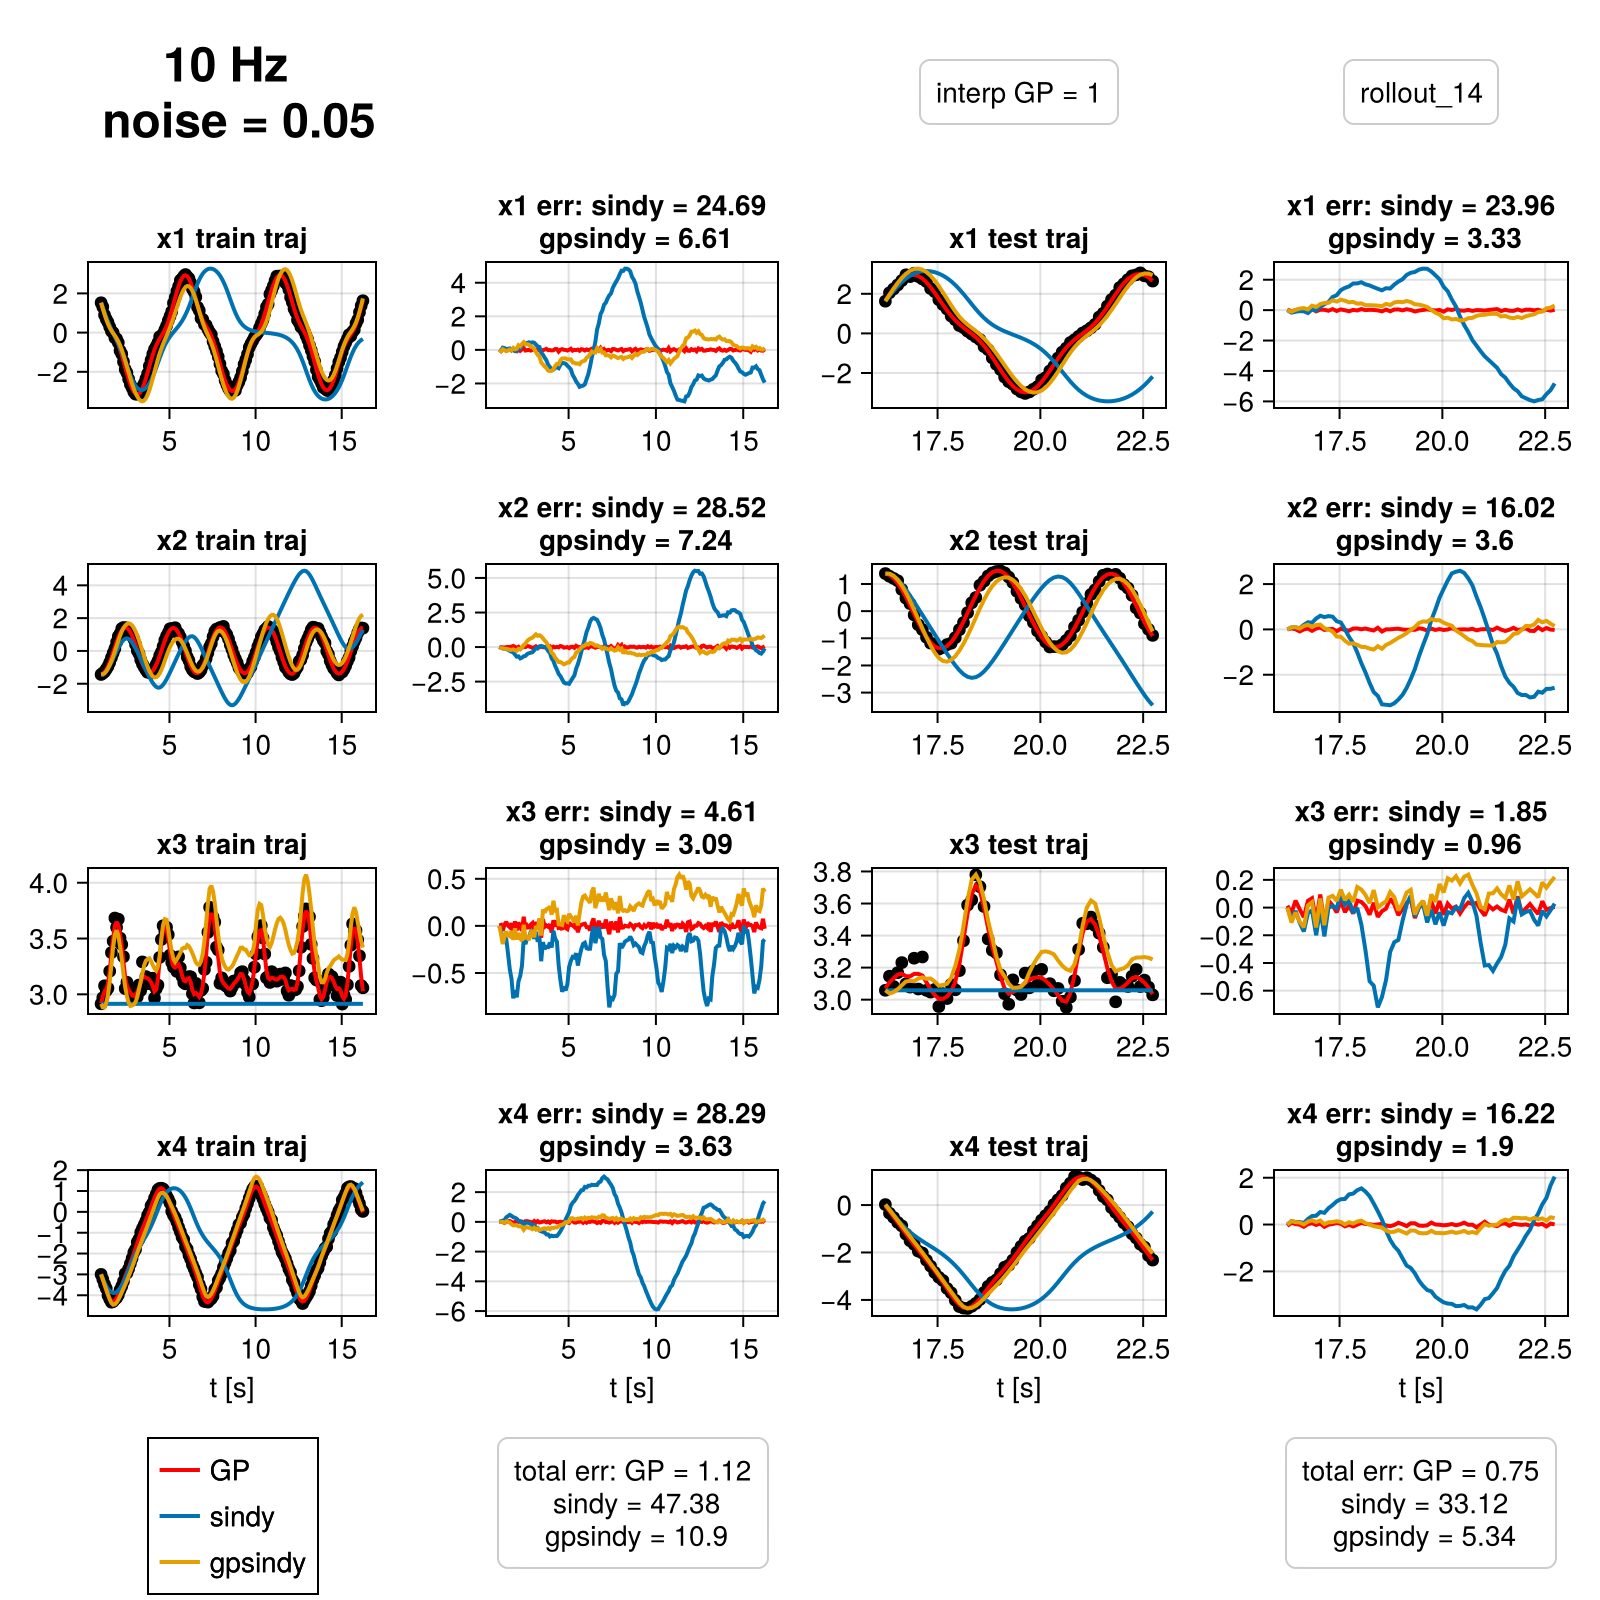 10 Hz
noise = 0.05
interp GP = 1
rollout_14
x1 train traj
2
0
−2
5
10
15
x1 err: sindy = 24.69
gpsindy = 6.61
4
2
0
−2
5
10
15
x1 test traj
2
0
−2
17.5
20.0
22.5
x1 err: sindy = 23.96
gpsindy = 3.33
2
0
−2
−4
−6
17.5
20.0
22.5
x2 train traj
4
2
0
−2
5
10
15
x2 err: sindy = 28.52
gpsindy = 7.24
5.0
2.5
0.0
−2.5
5
10
15
x2 test traj
1
0
−1
−2
−3
17.5
20.0
22.5
x2 err: sindy = 16.02
gpsindy = 3.6
2
0
−2
17.5
20.0
22.5
x3 train traj
4.0
3.5
3.0
5
10
15
x3 err: sindy = 4.61
gpsindy = 3.09
0.5
0.0
−0.5
5
10
15
x3 test traj
3.8
3.6
3.4
3.2
3.0
17.5
20.0
22.5
x3 err: sindy = 1.85
gpsindy = 0.96
0.2
0.0
−0.2
−0.4
−0.6
17.5
20.0
22.5
x4 train traj
2
1
0
−1
−2
−3
−4
5
10
15
t [s]
x4 err: sindy = 28.29
gpsindy = 3.63
2
0
−2
−4
−6
5
10
15
t [s]
x4 test traj
0
−2
−4
17.5
20.0
22.5
t [s]
x4 err: sindy = 16.22
gpsindy = 1.9
2
0
−2
17.5
20.0
22.5
t [s]
GP
sindy
gpsindy
total err: GP = 1.12
sindy = 47.38
gpsindy = 10.9
total err: GP = 0.75
sindy = 33.12
gpsindy = 5.34